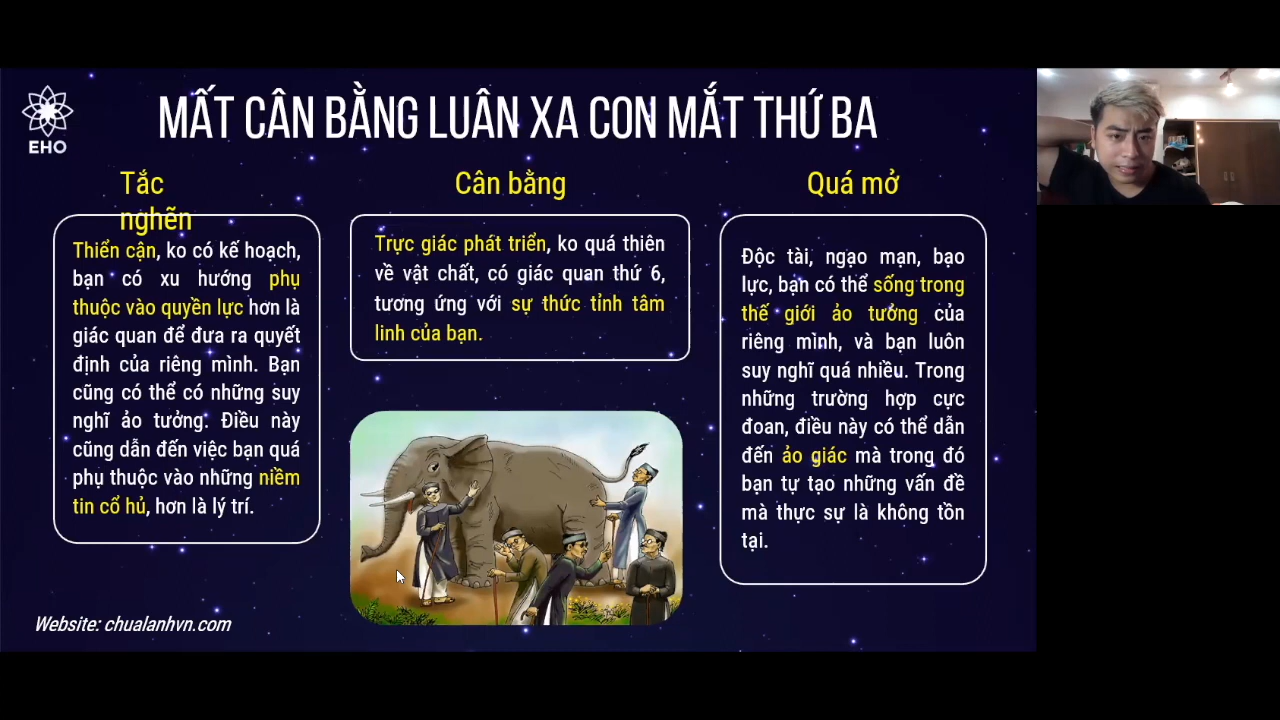 EHO
MẤT CÂN BẰNG LUÂN XA CON MẮT THỨ BA
Tắc
nghẽn
Thiển cận, ko có kế hoạch,
bạn có xu hướng phụ
thuộc vào quyền lực hơn là
giác quan để đưa ra quyết
định của riêng mình. Bạn
cũng có thể có những suy
nghĩ ảo tưởng. Điều này
cũng dẫn đến việc bạn quá
phụ thuộc vào những niềm
tin cổ hủ, hơn là lý trí.
Cân bằng
Trực giác phát triển, ko quá thiên
về vật chất, có giác quan thứ 6,
tương ứng với sự thức tỉnh tâm
linh của bạn.
Quá mở
Độc tài, ngạo mạn, bạo
lực, bạn có thể sống trong
thế giới ảo tưởng của
riêng mình, và bạn luôn
suy nghĩ quá nhiều. Trong
những trường hợp cực
đoan, điều này có thể dẫn
đến ảo giác mà trong đó
bạn tự tạo những vấn đề
mà thực sự là không tồn
tại.
Website: chualanhvn.com